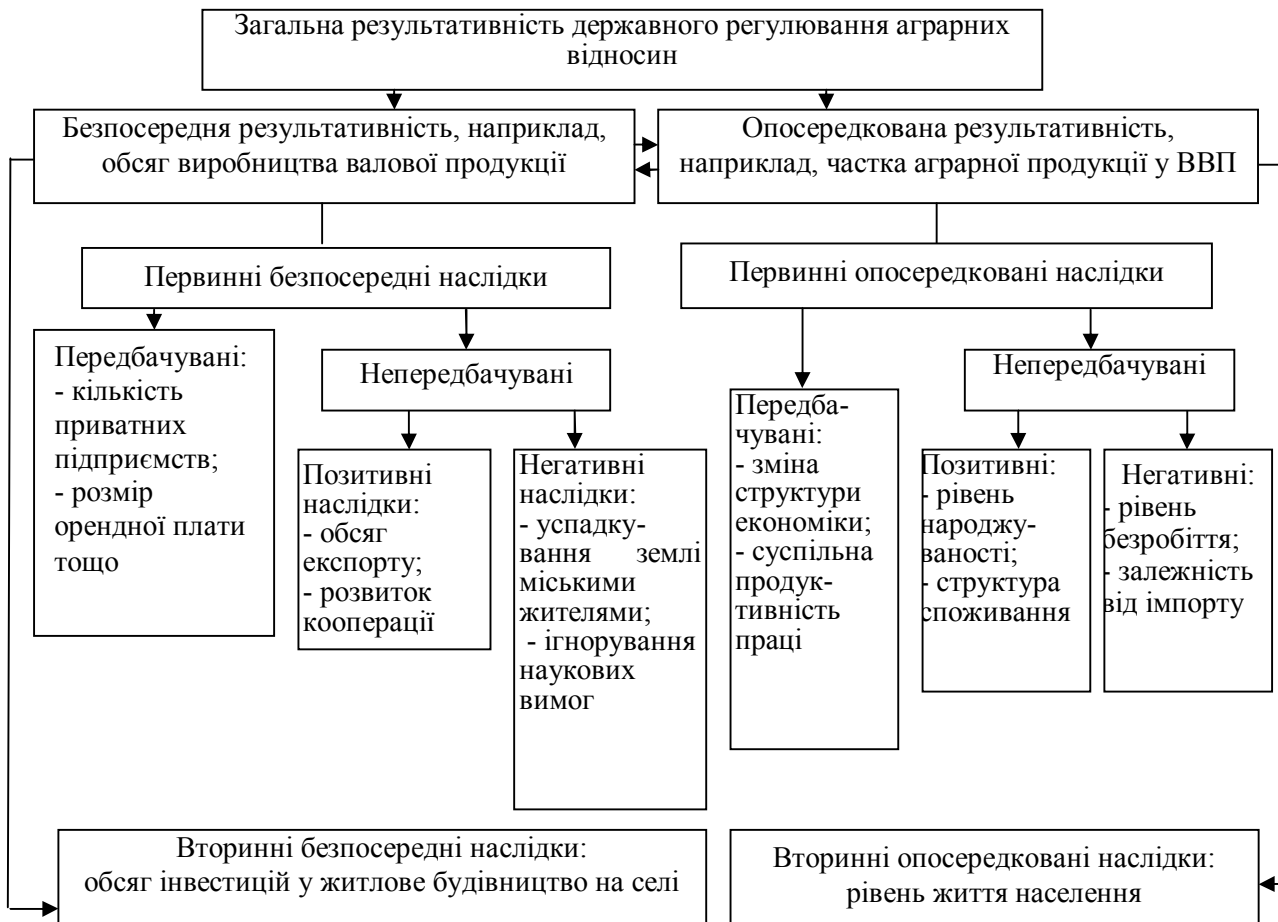 Загальна результативність державного регулювання аграрних
відносин
Безпосередня результативність, наприклад,
обсяг виробництва валової продукції
Опосередкована результативність,
наприклад, частка аграрної продукції у ВВП
Первинні безпосередні наслідки
Первинні опосередковані наслідки
Передбачувані:
- кількість
приватних
підприємств;
- розмір
орендної плати
тощо
Непередбачувані
Позитивні
наслідки:
- обсяг
експорту;
- розвиток
кооперації
Негативні
наслідки:
- успадку-
вання землі
міськими
жителями;
- ігнорування
наукових
вимог
Передба-
чувані:
- зміна
структури
економіки;
- суспільна
продук-
тивність
праці
Непередбачувані
Позитивні:
- рівень
народжу-
ваності;
- структура
споживання
Негативні:
- рівень
безробіття;
- залежність
від імпорту
Вторинні безпосередні наслідки:
обсяг інвестицій у житлове будівництво на селі
Вторинні опосередковані наслідки:
рівень життя населення